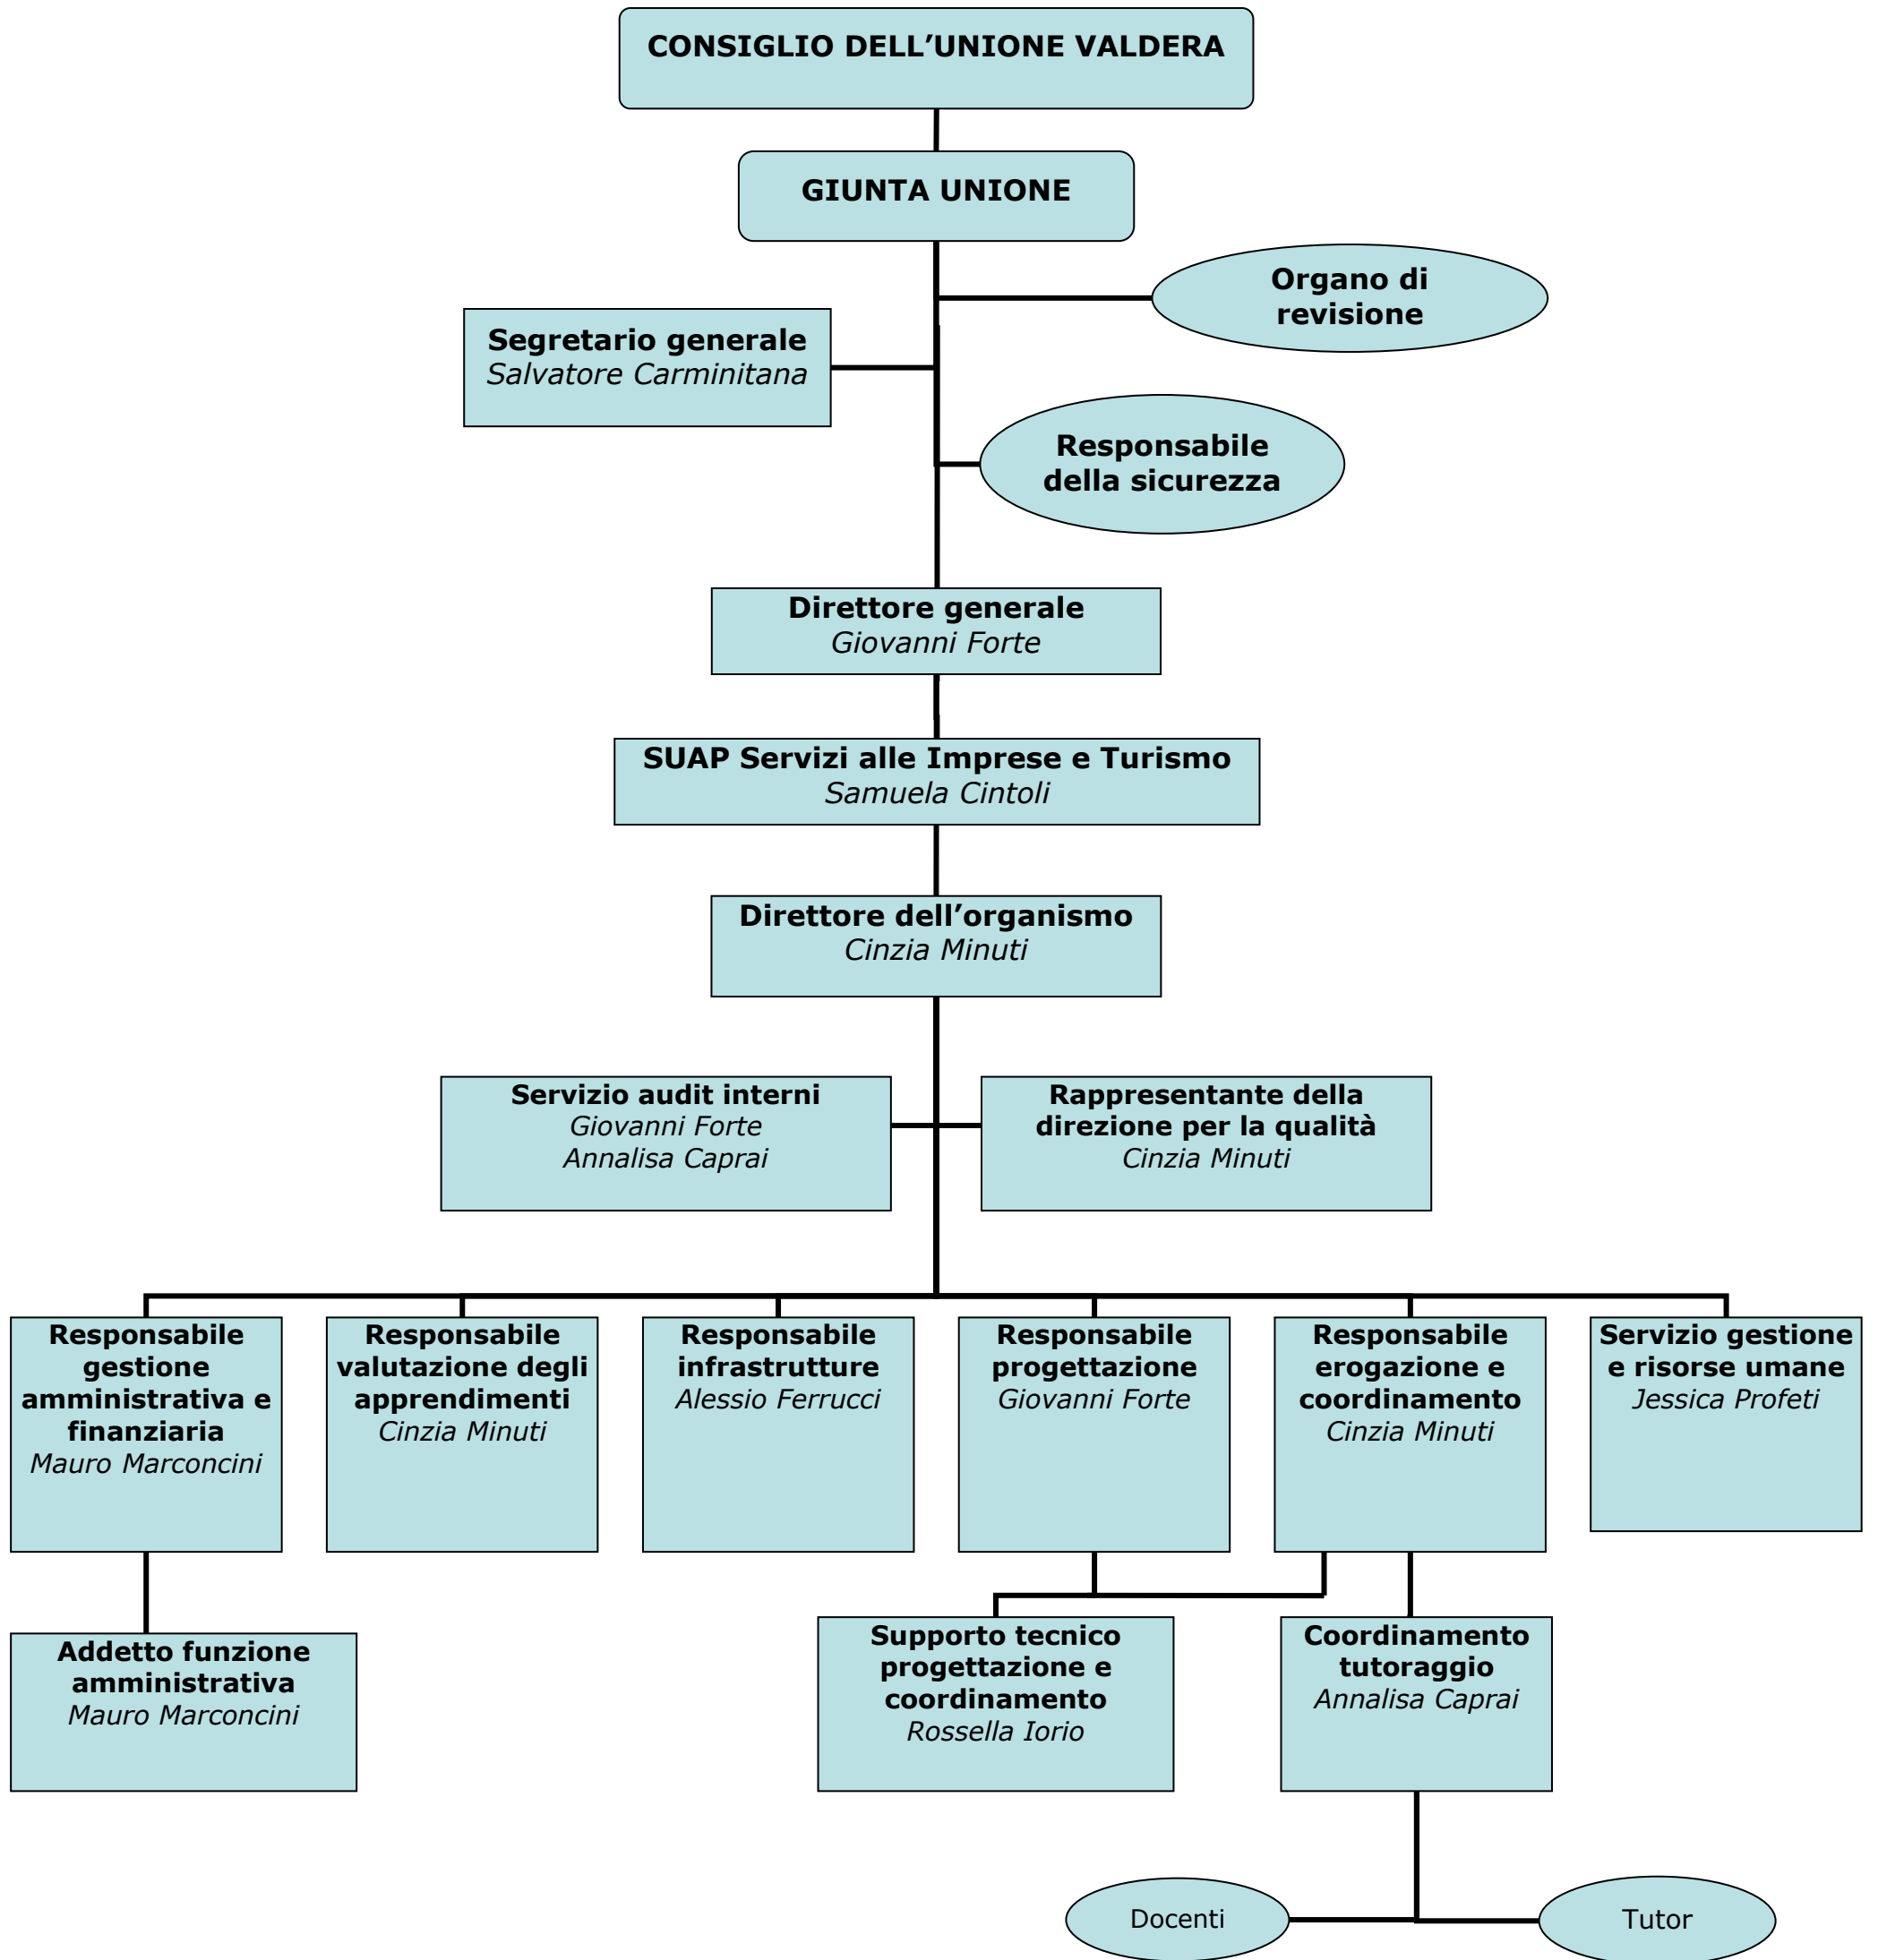 CONSIGLIO DELL’UNIONE VALDERA
GIUNTA UNIONE
Organo di
revisione
Segretario generale
Salvatore Carminitana
Responsabile
della sicurezza
Direttore generale
Giovanni Forte
SUAP Servizi alle Imprese e Turismo
Samuela Cintoli
Direttore dell’organismo
Cinzia Minuti
Servizio audit interni
Giovanni Forte
Annalisa Caprai
Rappresentante della
direzione per la qualità
Cinzia Minuti
Responsabile
gestione
amministrativa e
finanziaria
Mauro Marconcini
Responsabile
valutazione degli
apprendimenti
Cinzia Minuti
Responsabile
infrastrutture
Alessio Ferrucci
Responsabile
progettazione
Giovanni Forte
Responsabile
erogazione e
coordinamento
Cinzia Minuti
Servizio gestione
e risorse umane
Jessica Profeti
Addetto funzione
amministrativa
Mauro Marconcini
Supporto tecnico
progettazione e
coordinamento
Rossella Iorio
Coordinamento
tutoraggio
Annalisa Caprai
Docenti
Tutor